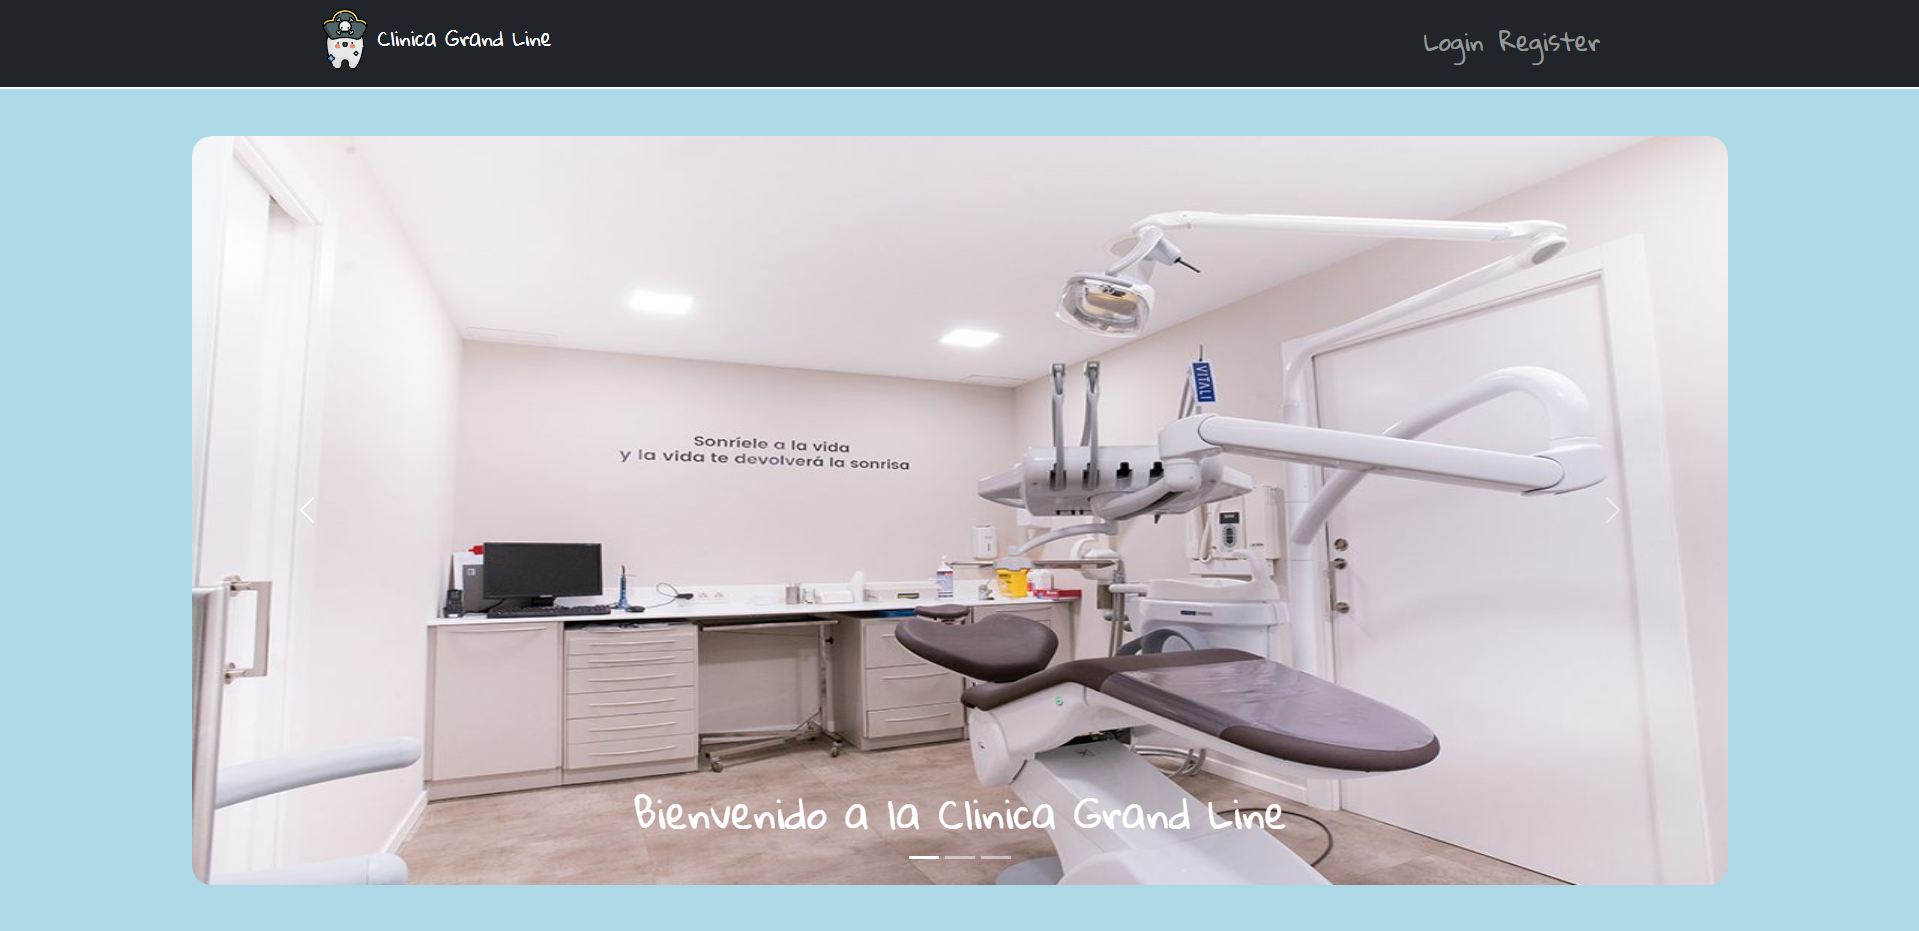 Clinica Grand Line
Login Register
VITALI
Sonríele a la vida
y la vida te devolverá la sonrisa
Bienvenido a la Clinica Grand Line